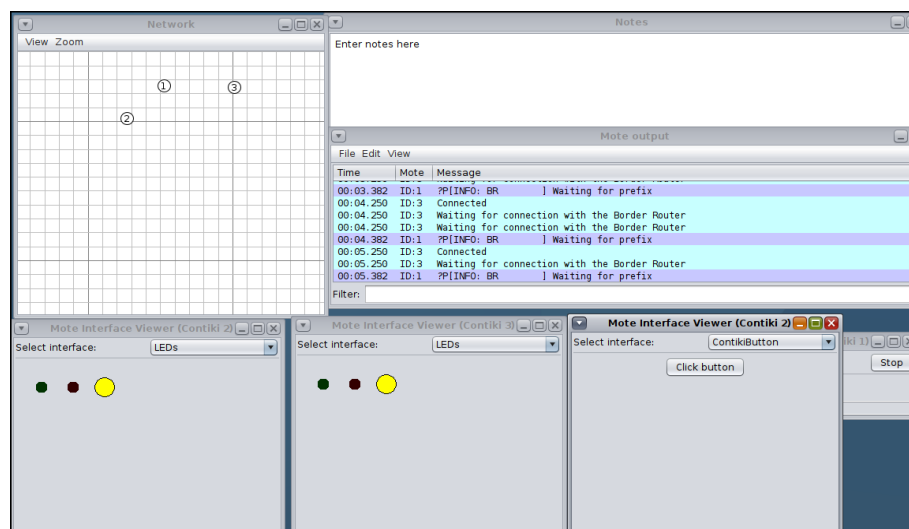 Network
View Zoom
① ③
②
Notes
Enter notes here
Mote output
File Edit View
Time Mote Message
00:03.382 ID:1 ?P[INFO: BR ] Waiting for prefix
00:04.250 ID:3 Connected
00:04.250 ID:3 Waiting for connection with the Border Router
00:04.250 ID:3 Waiting for connection with the Border Router
00:04.382 ID:1 ?P[INFO: BR ] Waiting for prefix
00:05.250 ID:3 Connected
00:05.250 ID:3 Waiting for connection with the Border Router
00:05.382 ID:1 ?P[INFO: BR ] Waiting for prefix
Filter:
Mote Interface Viewer (Contiki 2)
Select interface: LEDs
Mote Interface Viewer (Contiki 3)
Select interface: LEDs
Mote Interface Viewer (Contiki 2)
Select interface: ContikiButton
Click button
iki 1)
Stop